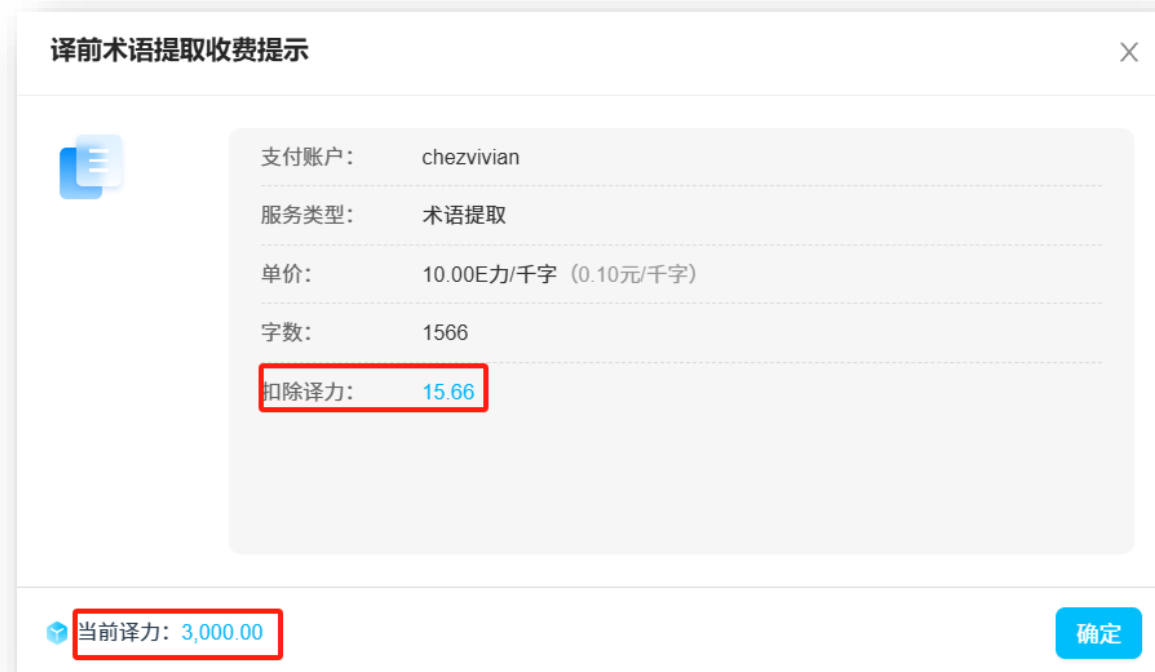 译前术语提取收费提示
支付账户： chezvivian
服务类型： 术语提取
单价： 10.00E力/千字（0.10元/千字）
字数： 1566
扣除译力： 15.66
当前译力：3,000.00
确定